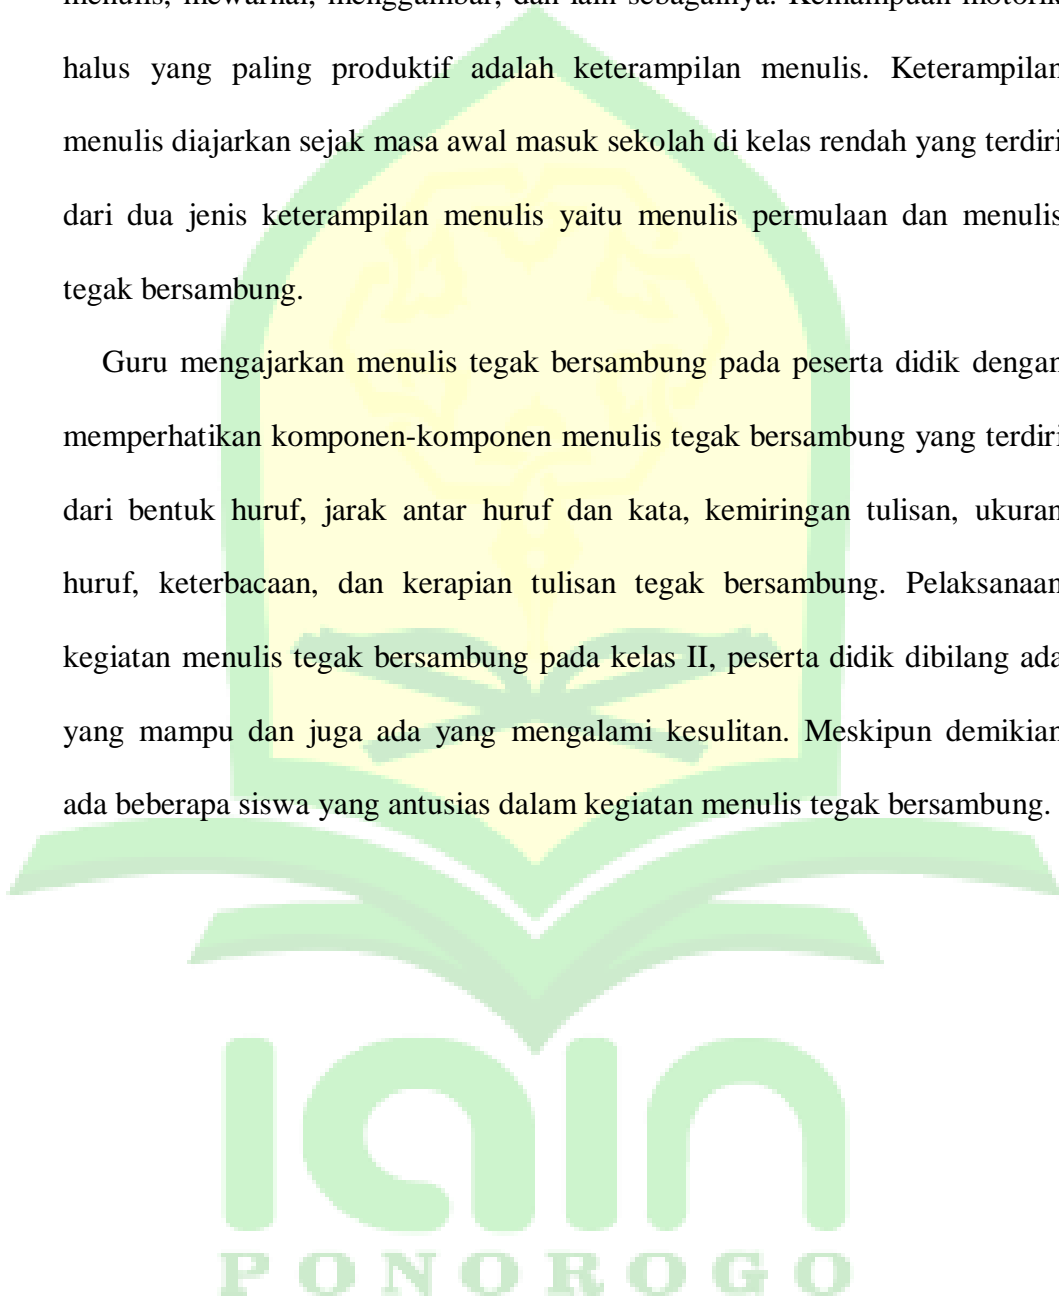 menulis, mewarnai, menggambar, dan lain sebagainya. Kemampuan motorik
halus yang paling produktif adalah keterampilan menulis. Keterampilan
menulis diajarkan sejak masa awal masuk sekolah di kelas rendah yang terdiri
dari dua jenis keterampilan menulis yaitu menulis permulaan dan menulis
tegak bersambung.
Guru mengajarkan menulis tegak bersambung pada peserta didik dengan
memperhatikan komponen-komponen menulis tegak bersambung yang terdiri
dari bentuk huruf, jarak antar huruf dan kata, kemiringan tulisan, ukuran
huruf, keterbacaan, dan kerapian tulisan tegak bersambung. Pelaksanaan
kegiatan menulis tegak bersambung pada kelas II, peserta didik dibilang ada
yang mampu dan juga ada yang mengalami kesulitan. Meskipun demikian
ada beberapa siswa yang antusias dalam kegiatan menulis tegak bersambung.
IAIN
PONOROGO